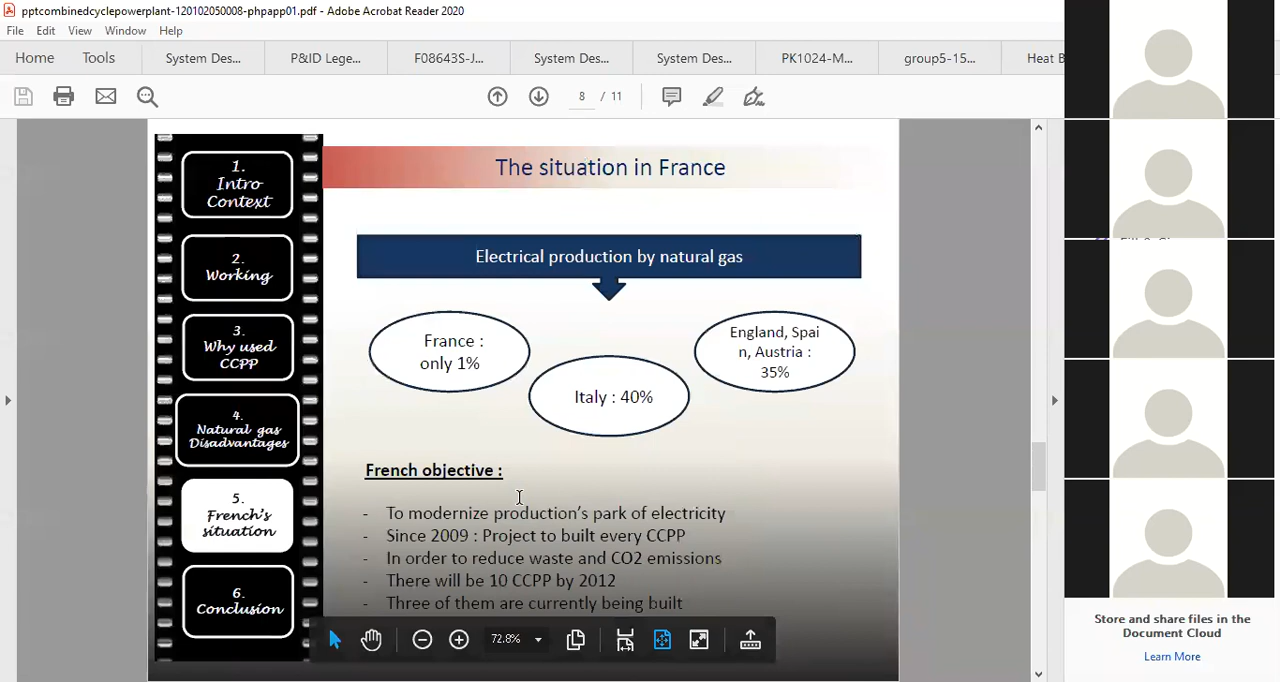 pptcombinedcyclepowerplant-120102050008-phpapp01.pdf - Adobe Acrobat Reader 2020
File Edit View Window Help
Home Tools System Des... P&ID Lege... F08643S-J... System Des... System Des... PK1024-M... group5-15... Heat B
8 / 11
The situation in France
1.
Intro
Context
2.
Working
3.
Why used
CCPP
4.
Natural gas
Disadvantages
5.
French's
situation
6.
Conclusion
Electrical production by natural gas
France :
only 1%
Italy : 40%
England, Spai
n, Austria :
35%
French objective :
- To modernize production's park of electricity
- Since 2009 : Project to built every CCPP
- In order to reduce waste and CO2 emissions
- There will be 10 CCPP by 2012
- Three of them are currently being built
72.8%
Store and share files in the
Document Cloud
Learn More